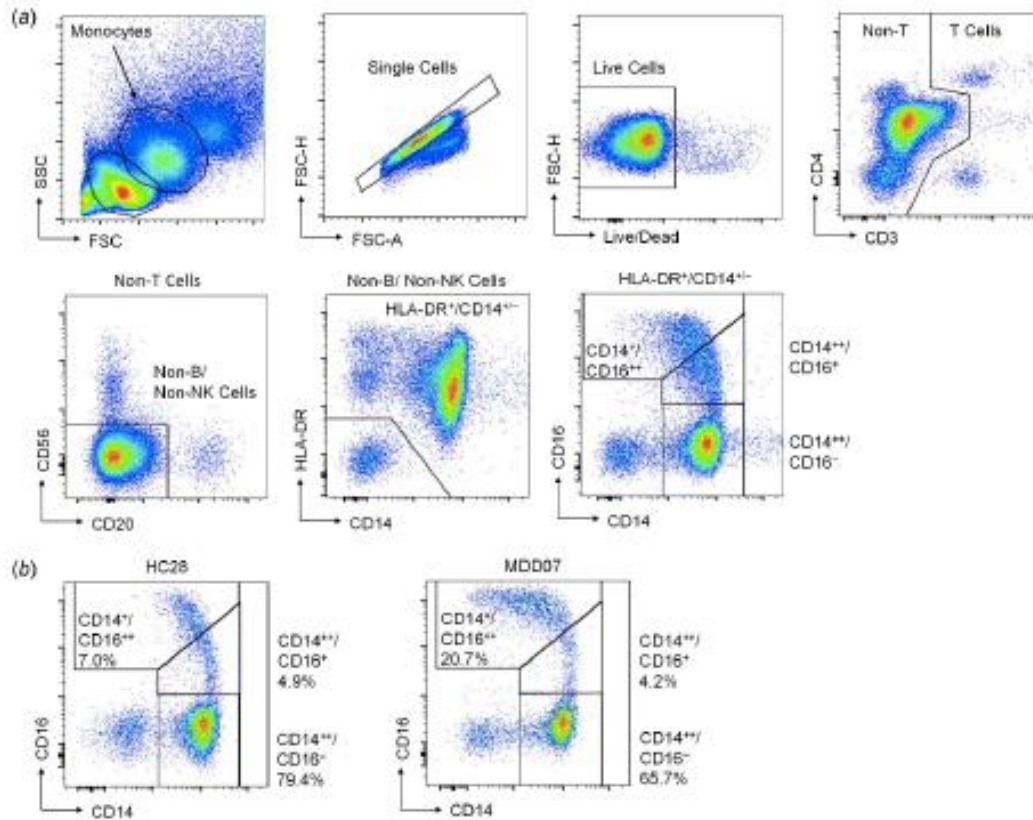 (a)
Monocytes
SSC
FSC
Single Cells
FSC-H
FSC-A
Live Cells
FSC-H
Live/Dead
Non-T T Cells
CD4
CD3
Non-T Cells
Non-B/
Non-NK Cells
CD56
CD20
Non-B/ Non-NK Cells
HLA-DR⁺/CD14⁺/⁻
HLA-DR
CD14
HLA-DR⁺/CD14⁺/⁻
CD14⁺/
CD16⁺⁺
CD14⁺⁺/
CD16⁺
CD14⁺⁺/
CD16⁻
CD16
CD14
(b)
HC28
CD14⁺/
CD16⁺⁺
7.0%
CD14⁺⁺/
CD16⁺
4.9%
CD14⁺⁺/
CD16⁻
79.4%
CD16
CD14
MDD07
CD14⁺/
CD16⁺⁺
20.7%
CD14⁺⁺/
CD16⁺
4.2%
CD14⁺⁺/
CD16⁻
65.7%
CD16
CD14